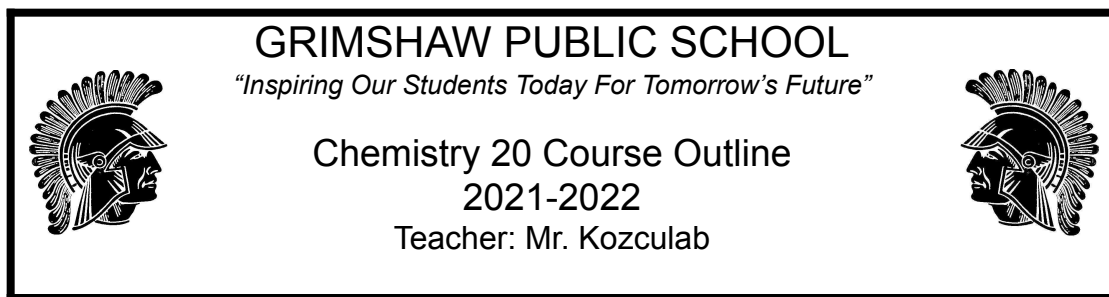 GRIMSHAW PUBLIC SCHOOL
“Inspiring Our Students Today For Tomorrow’s Future”
Chemistry 20 Course Outline
2021-2022
Teacher: Mr. Kozculab